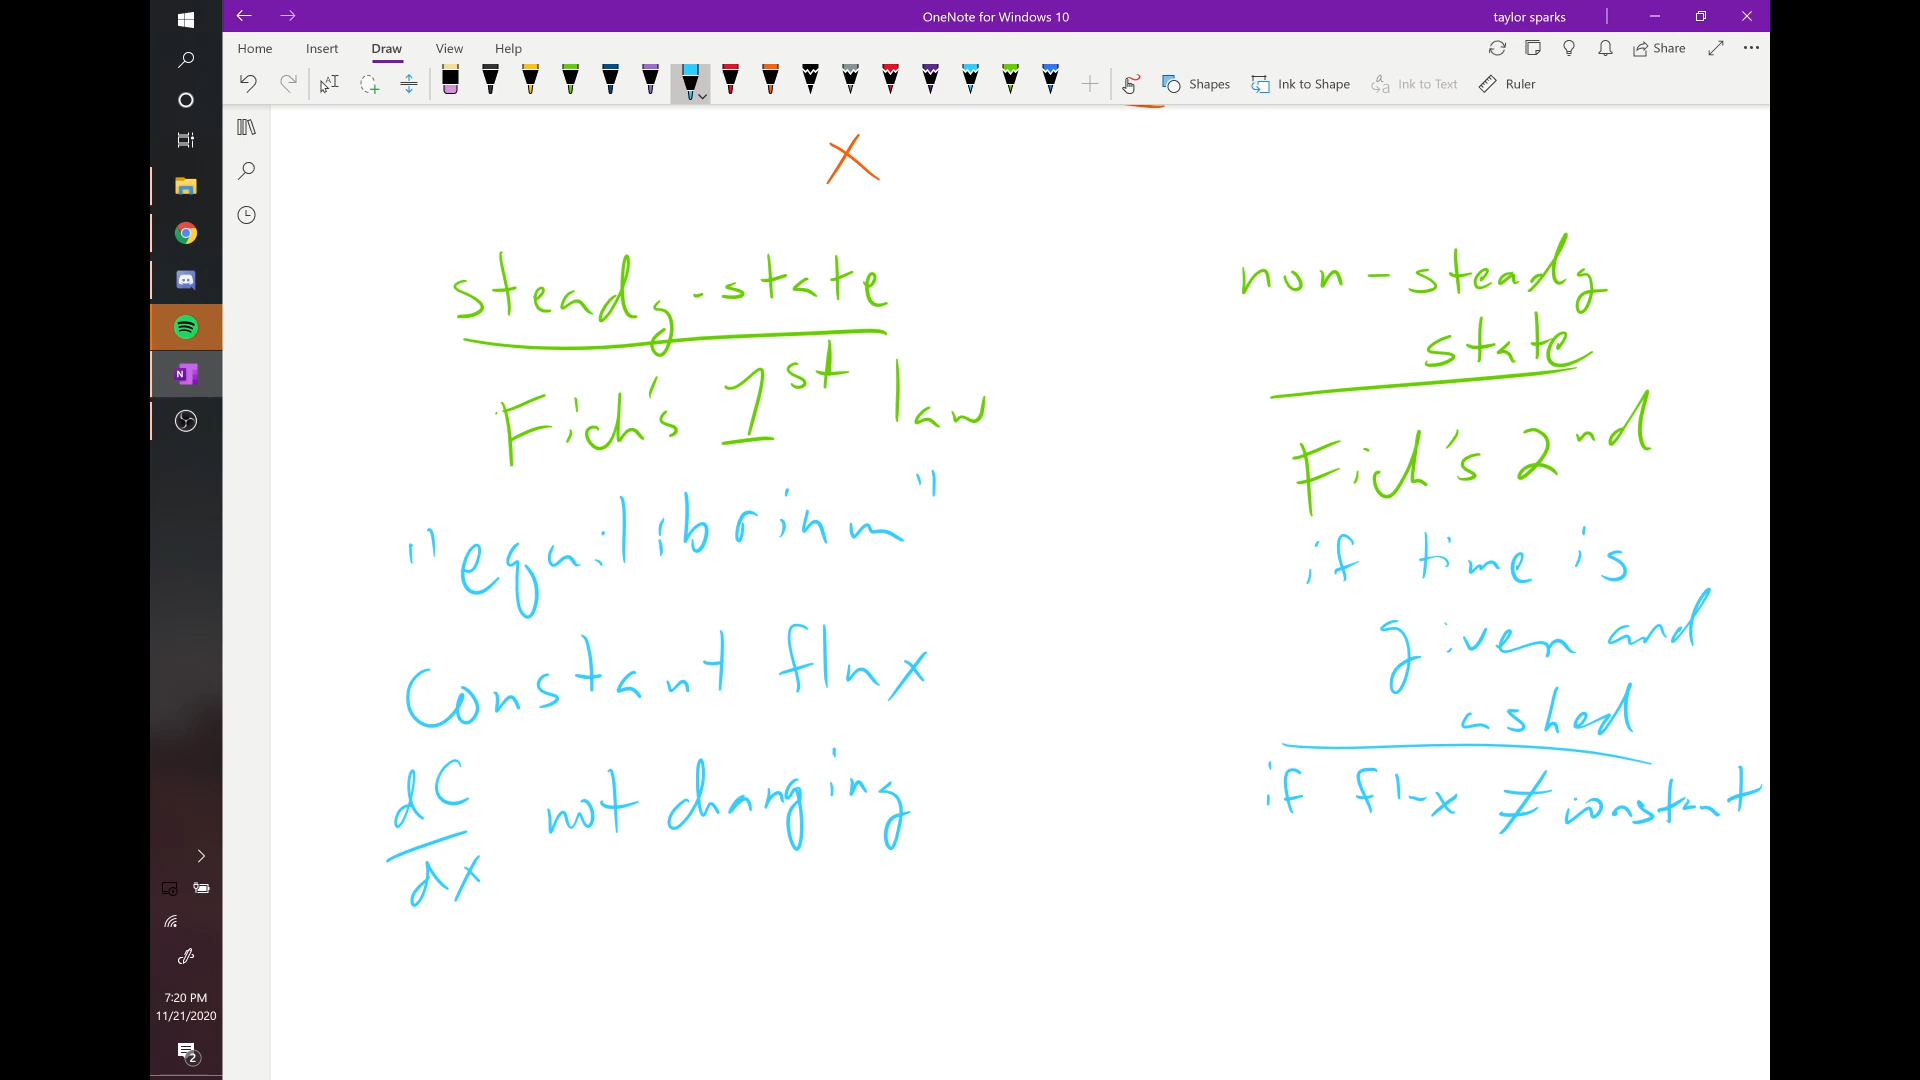 OneNote for Windows 10
taylor sparks
Home Insert Draw View Help
Share
Shapes Ink to Shape Ink to Text Ruler
x
steady-state
Fick's 1st law
"equilibrium"
Constant flux
dC
dx
not changing
non-steady
state
Fick's 2nd
if time is
given and
asked
if flux ≠ constant
7:20 PM
11/21/2020
2